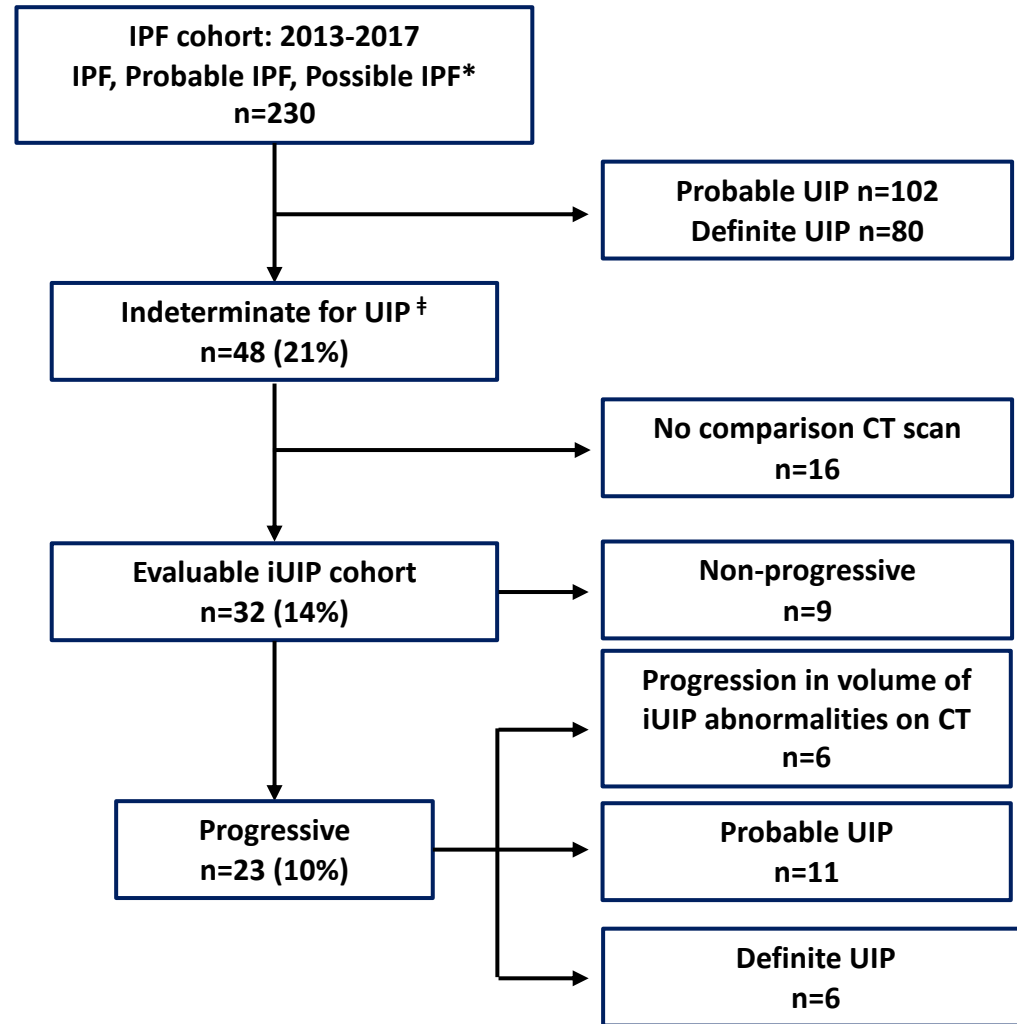 IPF cohort: 2013-2017
IPF, Probable IPF, Possible IPF*
n=230
Probable UIP n=102
Definite UIP n=80
Indeterminate for UIP ‡
n=48 (21%)
No comparison CT scan
n=16
Evaluable iUIP cohort
n=32 (14%)
Non-progressive
n=9
Progression in volume of
iUIP abnormalities on CT
n=6
Progressive
n=23 (10%)
Probable UIP
n=11
Definite UIP
n=6